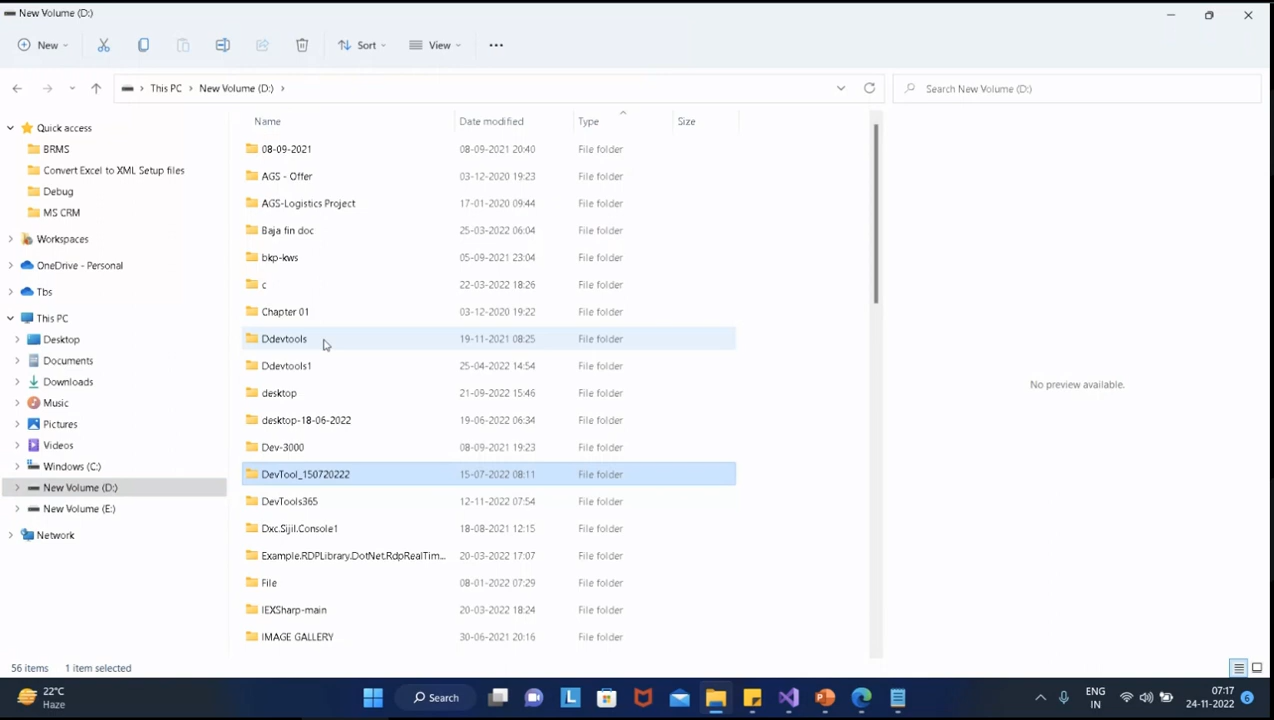 New Volume (D:)
New
Sort
View
This PC > New Volume (D:) >
Search New Volume (D:)
Quick access
BRMS
Convert Excel to XML Setup files
Debug
MS CRM
Workspaces
OneDrive - Personal
Tbs
This PC
Desktop
Documents
Downloads
Music
Pictures
Videos
Windows (C:)
New Volume (D:)
New Volume (E:)
Network
Name Date modified Type Size
08-09-2021 08-09-2021 20:40 File folder
AGS - Offer 03-12-2020 19:23 File folder
AGS-Logistics Project 17-01-2020 09:44 File folder
Baja fin doc 25-03-2022 06:04 File folder
bkp-kws 05-09-2021 23:04 File folder
c 22-03-2022 18:26 File folder
Chapter 01 03-12-2020 19:22 File folder
Ddevtools 19-11-2021 08:25 File folder
Ddevtools1 25-04-2022 14:54 File folder
desktop 21-09-2022 15:46 File folder
desktop-18-06-2022 19-06-2022 06:34 File folder
Dev-3000 08-09-2021 19:23 File folder
DevTool_150720222 15-07-2022 08:11 File folder
DevTools365 12-11-2022 07:54 File folder
Dxc.Sijil.Console1 18-08-2021 12:15 File folder
Example.RDPLibrary.DotNet.RdpRealTim... 20-03-2022 17:07 File folder
File 08-01-2022 07:29 File folder
IEXSharp-main 20-03-2022 18:24 File folder
IMAGE GALLERY 30-06-2021 20:16 File folder
No preview available.
56 items 1 item selected
22°C
Haze
Search
ENG
IN
07:17
24-11-2022
6